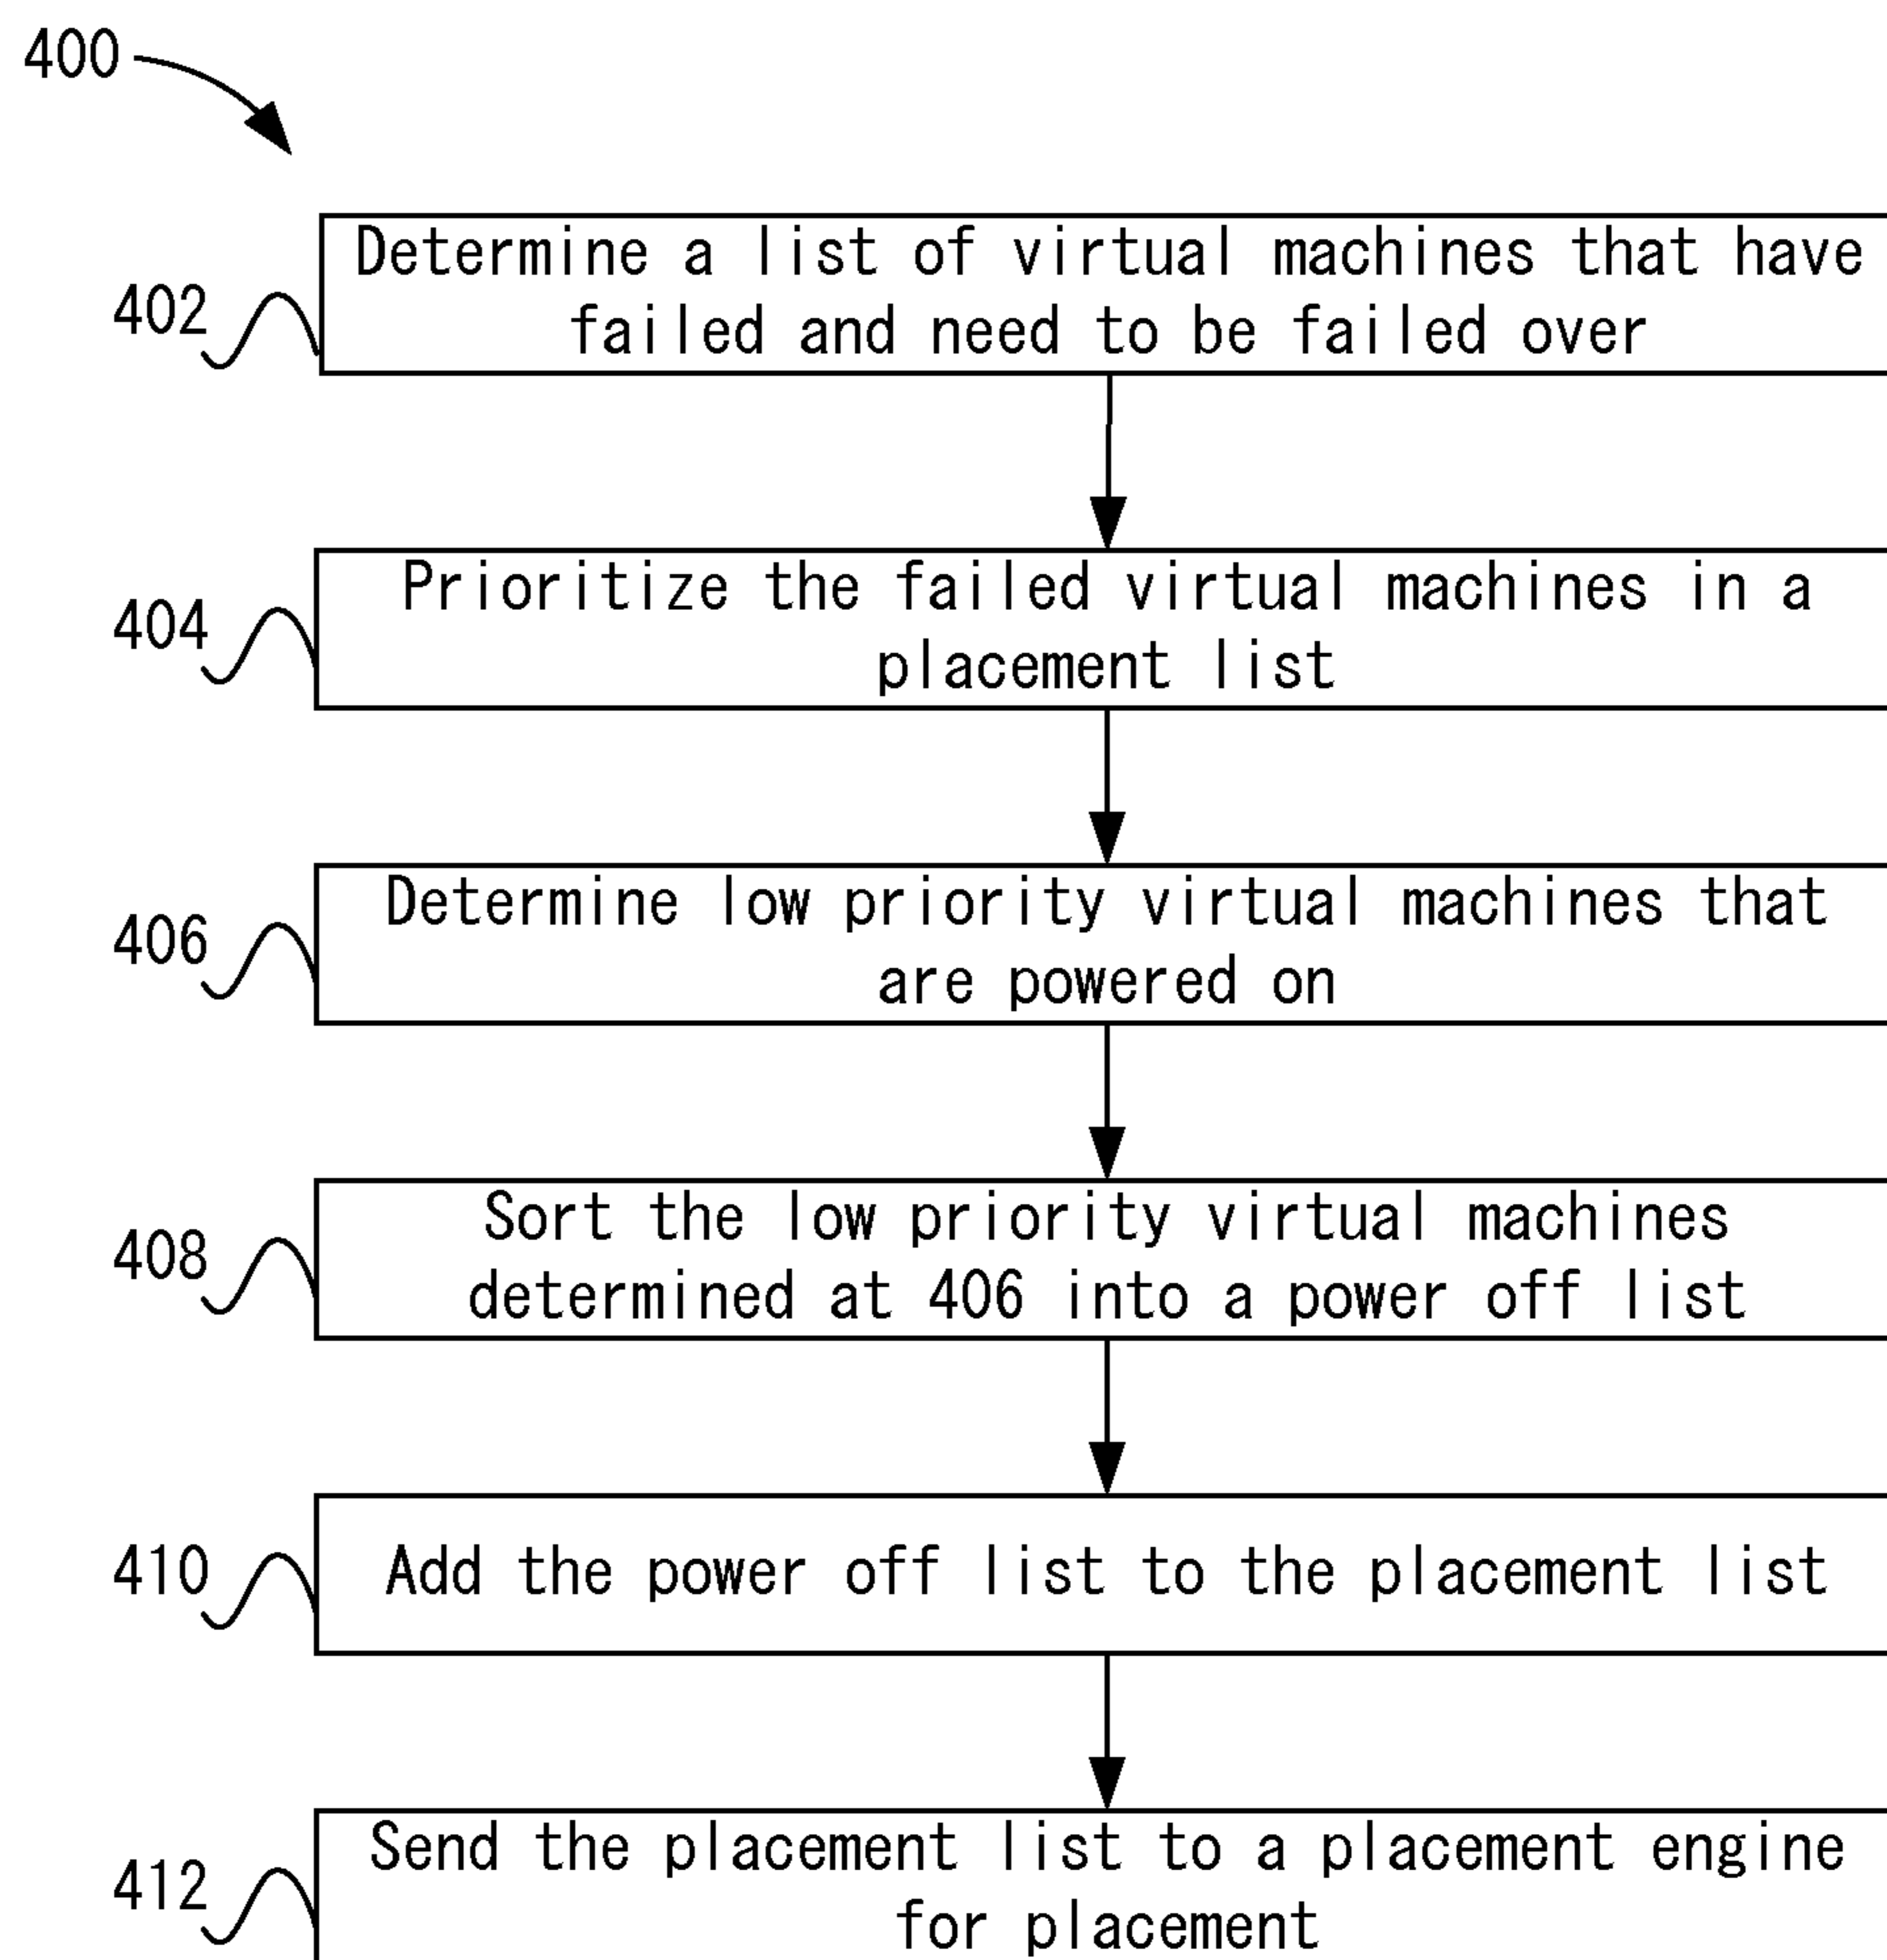 400
402
Determine a list of virtual machines that have
failed and need to be failed over
404
Prioritize the failed virtual machines in a
placement list
406
Determine low priority virtual machines that
are powered on
408
Sort the low priority virtual machines
determined at 406 into a power off list
410
Add the power off list to the placement list
412
Send the placement list to a placement engine
for placement